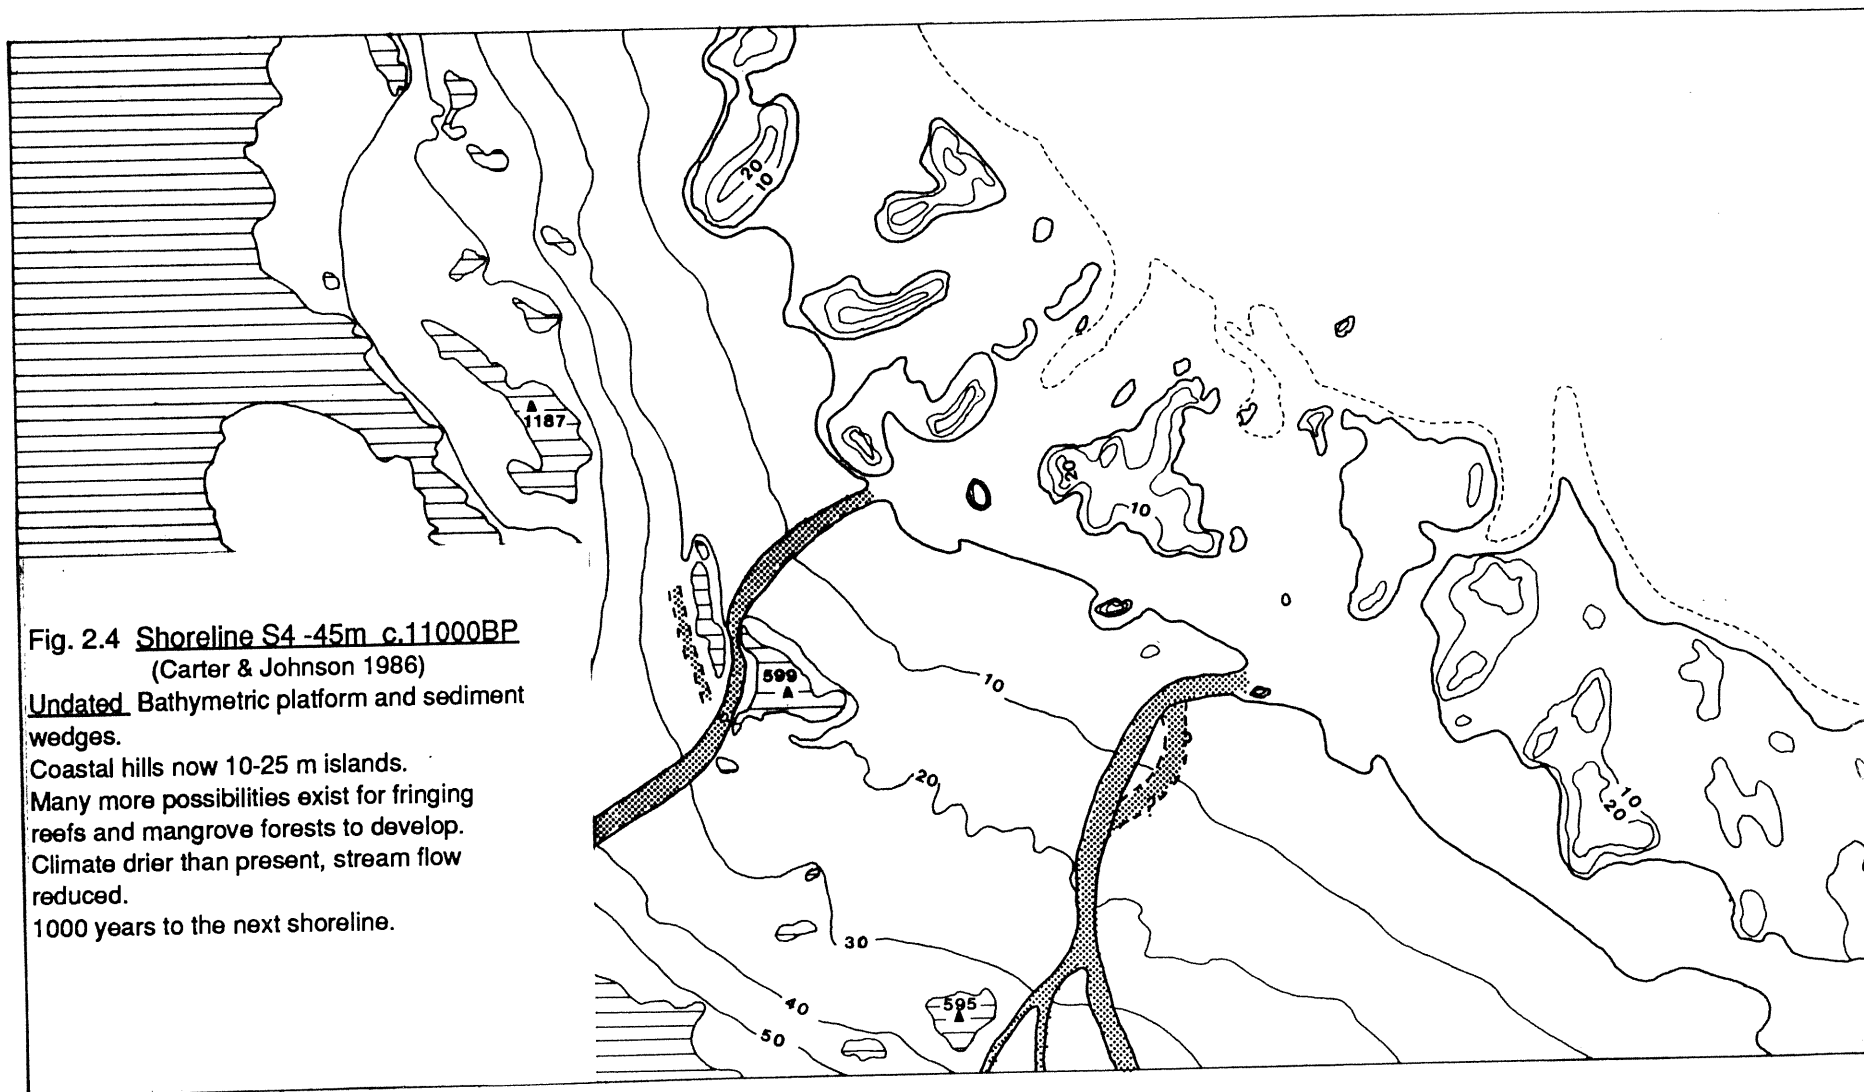 20
10
1187
20
10
Fig. 2.4 Shoreline S4 -45m c.11000BP
(Carter & Johnson 1986)
Undated Bathymetric platform and sediment
wedges.
Coastal hills now 10-25 m islands.
Many more possibilities exist for fringing
reefs and mangrove forests to develop.
Climate drier than present, stream flow
reduced.
1000 years to the next shoreline.
599
10
20
10
20
30
40
50
595